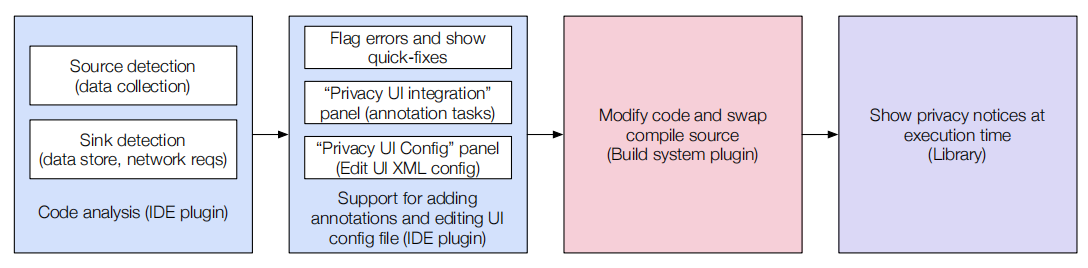 Source detection
(data collection)
Sink detection
(data store, network reqs)
Code analysis (IDE plugin)
Flag errors and show
quick-fixes
“Privacy UI integration”
panel (annotation tasks)
“Privacy UI Config” panel
(Edit UI XML config)
Support for adding
annotations and editing UI
config file (IDE plugin)
Modify code and swap
compile source
(Build system plugin)
Show privacy notices at
execution time
(Library)